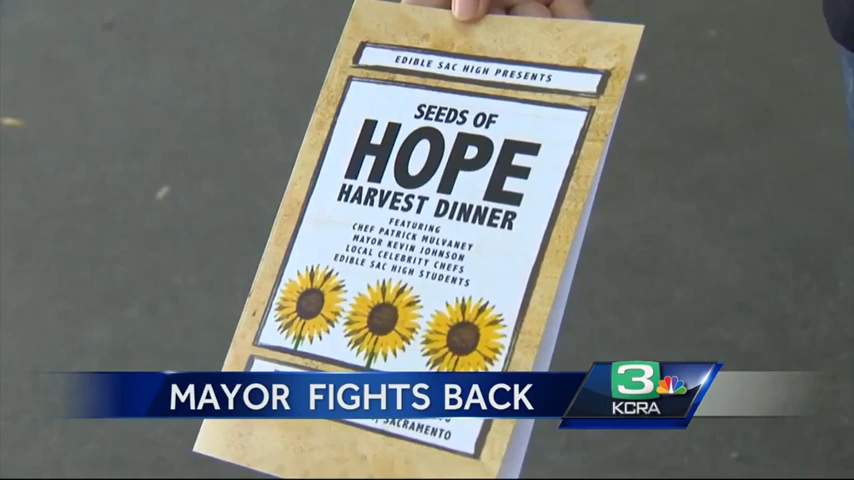 EDIBLE SAC HIGH PRESENTS
SEEDS OF
HOPE
HARVEST DINNER
FEATURING
CHEF PATRICK MULVANEY
MAYOR KEVIN JOHNSON
LOCAL CELEBRITY CHEFS
EDIBLE SAC HIGH STUDENTS
SACRAMENTO
MAYOR FIGHTS BACK
3
KCRA